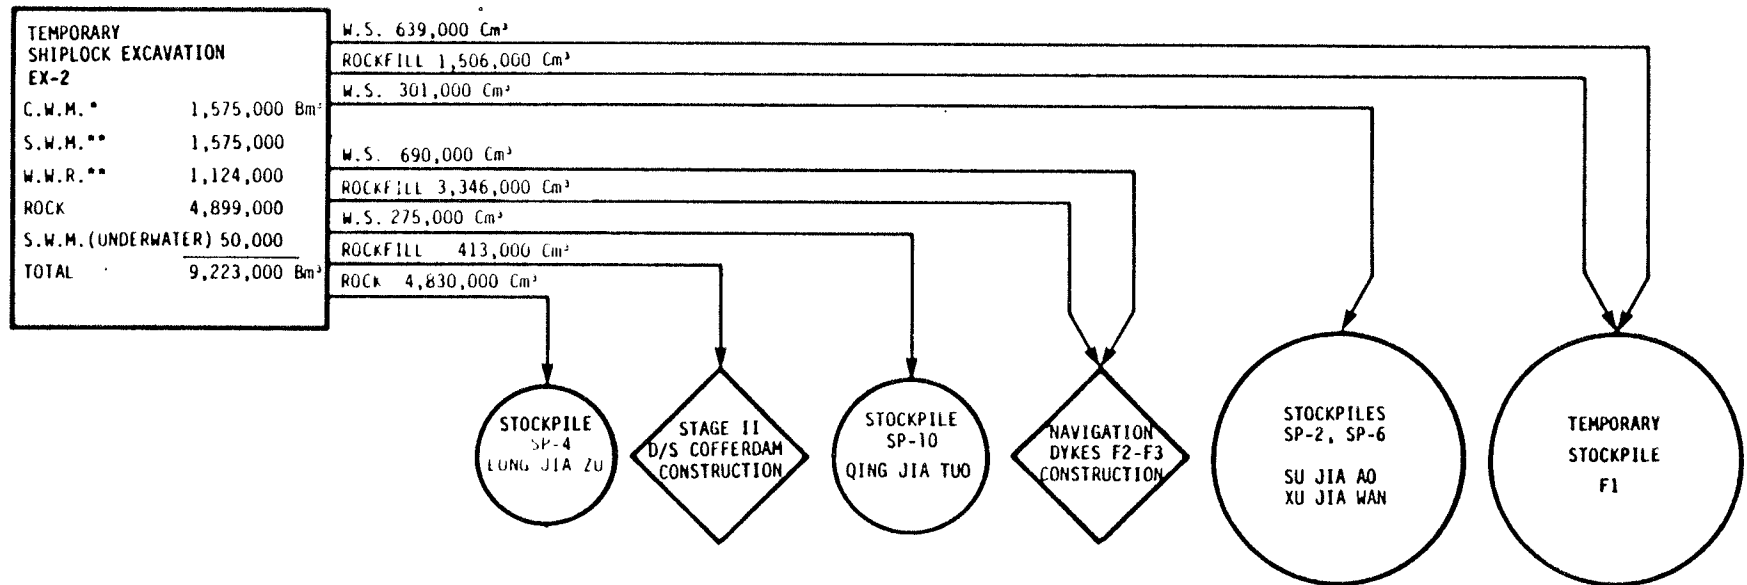 TEMPORARY
SHIPLOCK EXCAVATION
EX-2
C.W.M.* 1,575,000 Bm³
S.W.M.** 1,575,000
W.W.R.** 1,124,000
ROCK 4,899,000
S.W.M.(UNDERWATER) 50,000
TOTAL 9,223,000 Bm³
W.S. 639,000 Cm³
ROCKFILL 1,506,000 Cm³
W.S. 301,000 Cm³
W.S. 690,000 Cm³
ROCKFILL 3,346,000 Cm³
W.S. 275,000 Cm³
ROCKFILL 413,000 Cm³
ROCK 4,830,000 Cm³
STOCKPILE
SP-4
LUNG JIA ZU
STAGE II
D/S COFFERDAM
CONSTRUCTION
STOCKPILE
SP-10
QING JIA TUO
NAVIGATION
DYKES F2-F3
CONSTRUCTION
STOCKPILES
SP-2, SP-6
SU JIA AO
XU JIA WAN
TEMPORARY
STOCKPILE
F1